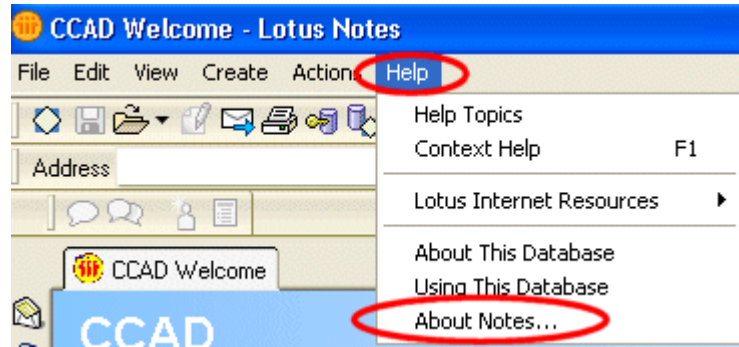 CCAD Welcome - Lotus Notes
File Edit View Create Actions Help
Help Topics
Context Help F1
Address
Lotus Internet Resources
About This Database
CCAD Welcome
Using This Database
About Notes...
CCAD